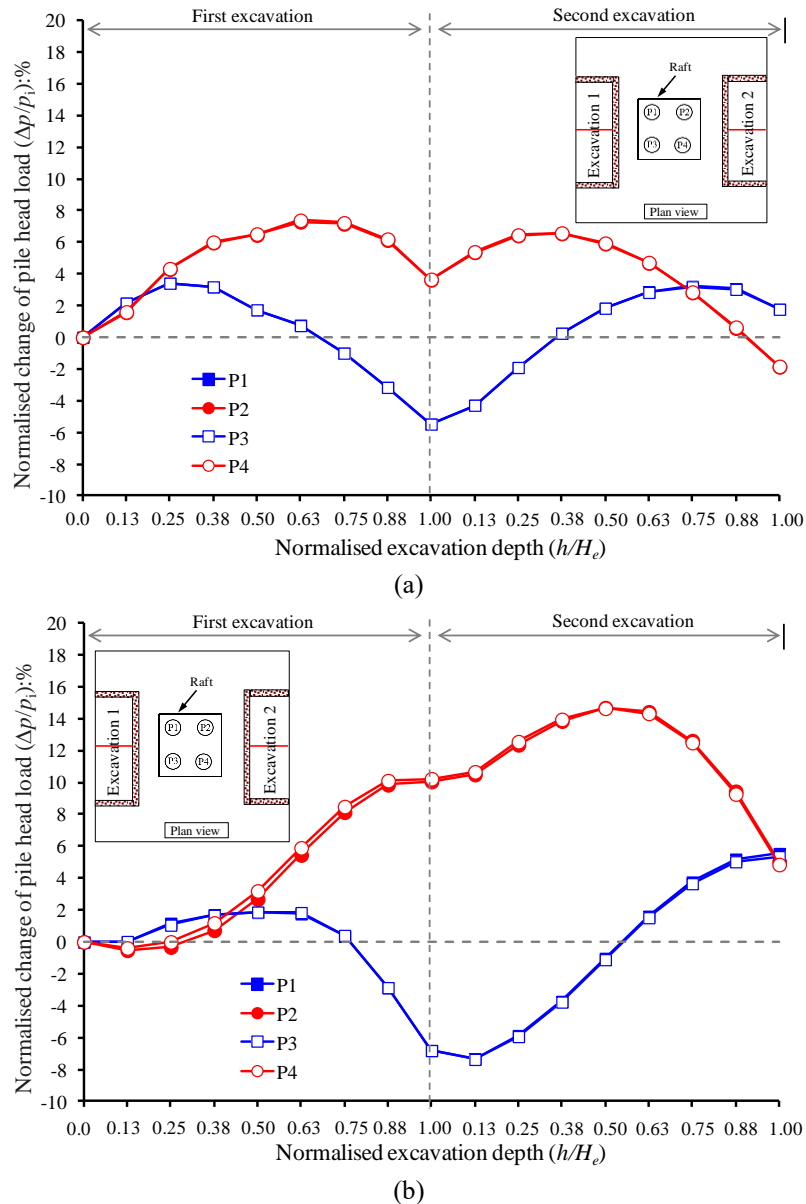 First excavation
Second excavation
20
18
16
14
12
10
8
6
4
2
0
-2
-4
-6
-8
-10
Normalised change of pile head load (Δp/pᵢ):%
Raft
Excavation 1
P1 P2
P3 P4
Excavation 2
Plan view
P1
P2
P3
P4
0.0 0.13 0.25 0.38 0.50 0.63 0.75 0.88 1.00 0.13 0.25 0.38 0.50 0.63 0.75 0.88 1.00
Normalised excavation depth (h/Hₑ)
(a)
First excavation
Second excavation
20
18
16
14
12
10
8
6
4
2
0
-2
-4
-6
-8
-10
Normalised change of pile head load (Δp/pᵢ):%
Raft
Excavation 1
P1 P2
P3 P4
Excavation 2
Plan view
P1
P2
P3
P4
0.0 0.13 0.25 0.38 0.50 0.63 0.75 0.88 1.00 0.13 0.25 0.38 0.50 0.63 0.75 0.88 1.00
Normalised excavation depth (h/Hₑ)
(b)